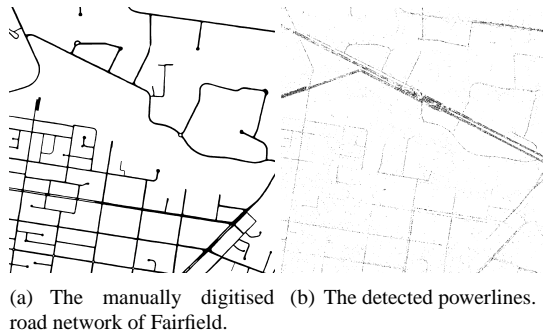 (a) The manually digitised
road network of Fairfield.
(b) The detected powerlines.